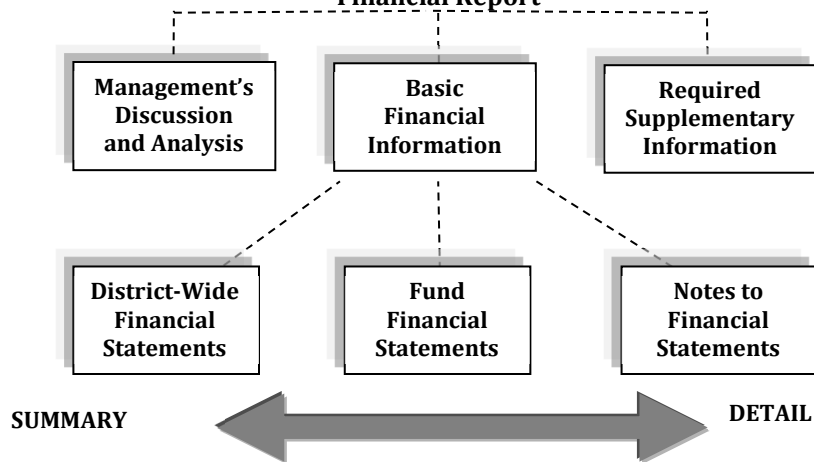 Financial Report
Management's
Discussion
and Analysis
Basic
Financial
Information
Required
Supplementary
Information
District-Wide
Financial
Statements
Fund
Financial
Statements
Notes to
Financial
Statements
SUMMARY
DETAIL